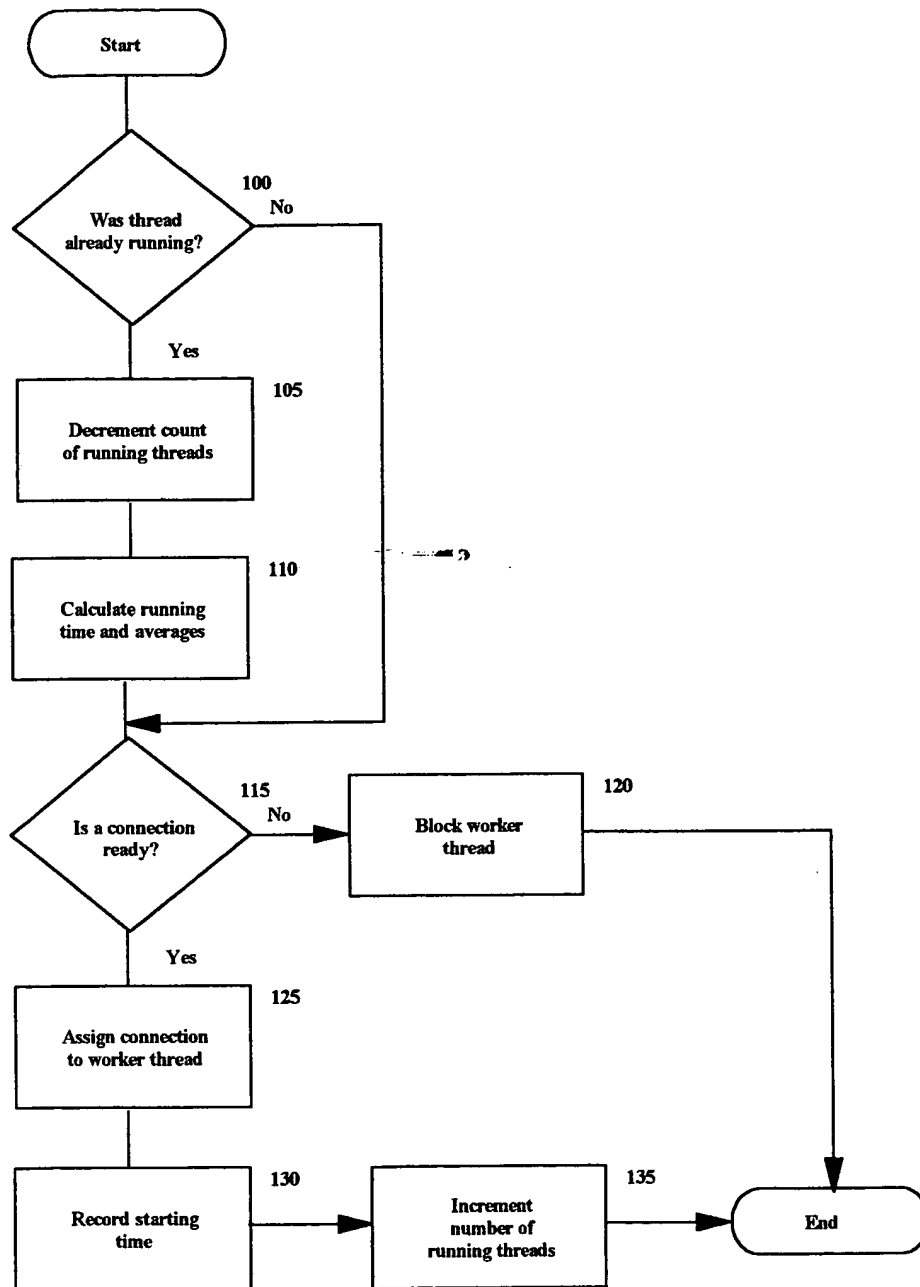 Start
100
No
Was thread
already running?
Yes
105
Decrement count
of running threads
110
Calculate running
time and averages
115
No
Is a connection
ready?
120
Block worker
thread
Yes
125
Assign connection
to worker thread
130
Record starting
time
135
Increment
number of
running threads
End